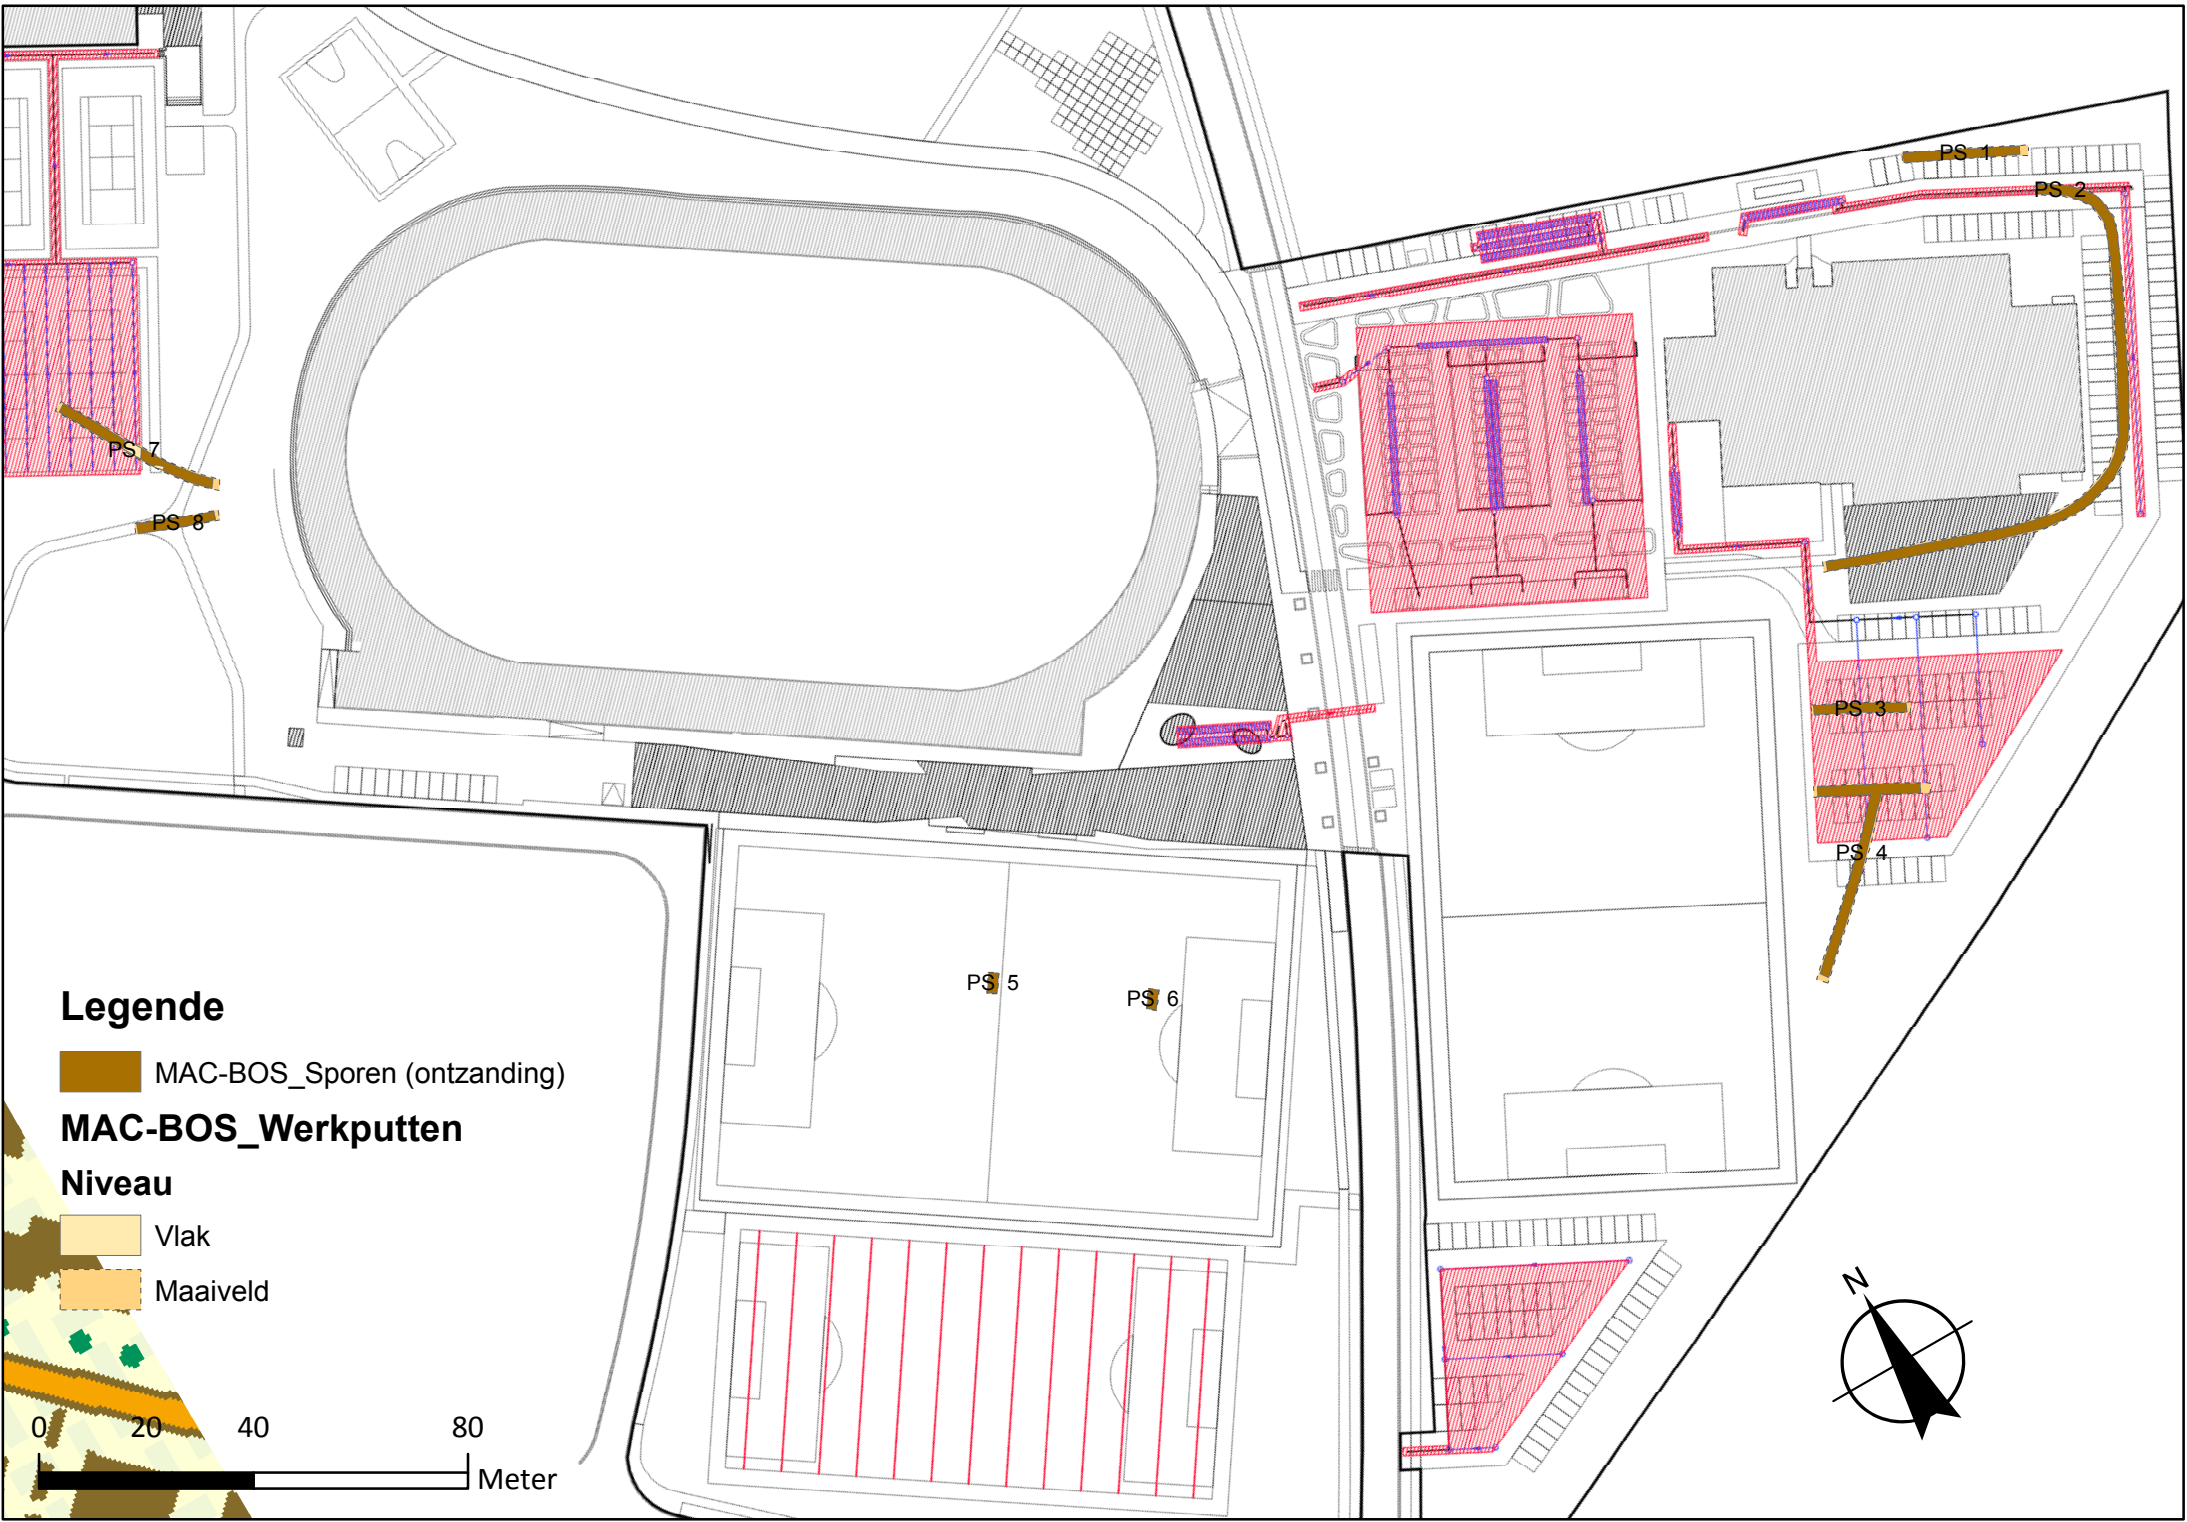 PS 1
PS 2
PS 7
PS 8
PS 3
PS 4
PS 5
PS 6
Legende
MAC-BOS_Sporen (ontzanding)
MAC-BOS_Werkputten
Niveau
Vlak
Maaiveld
0 20 40 80
Meter
N